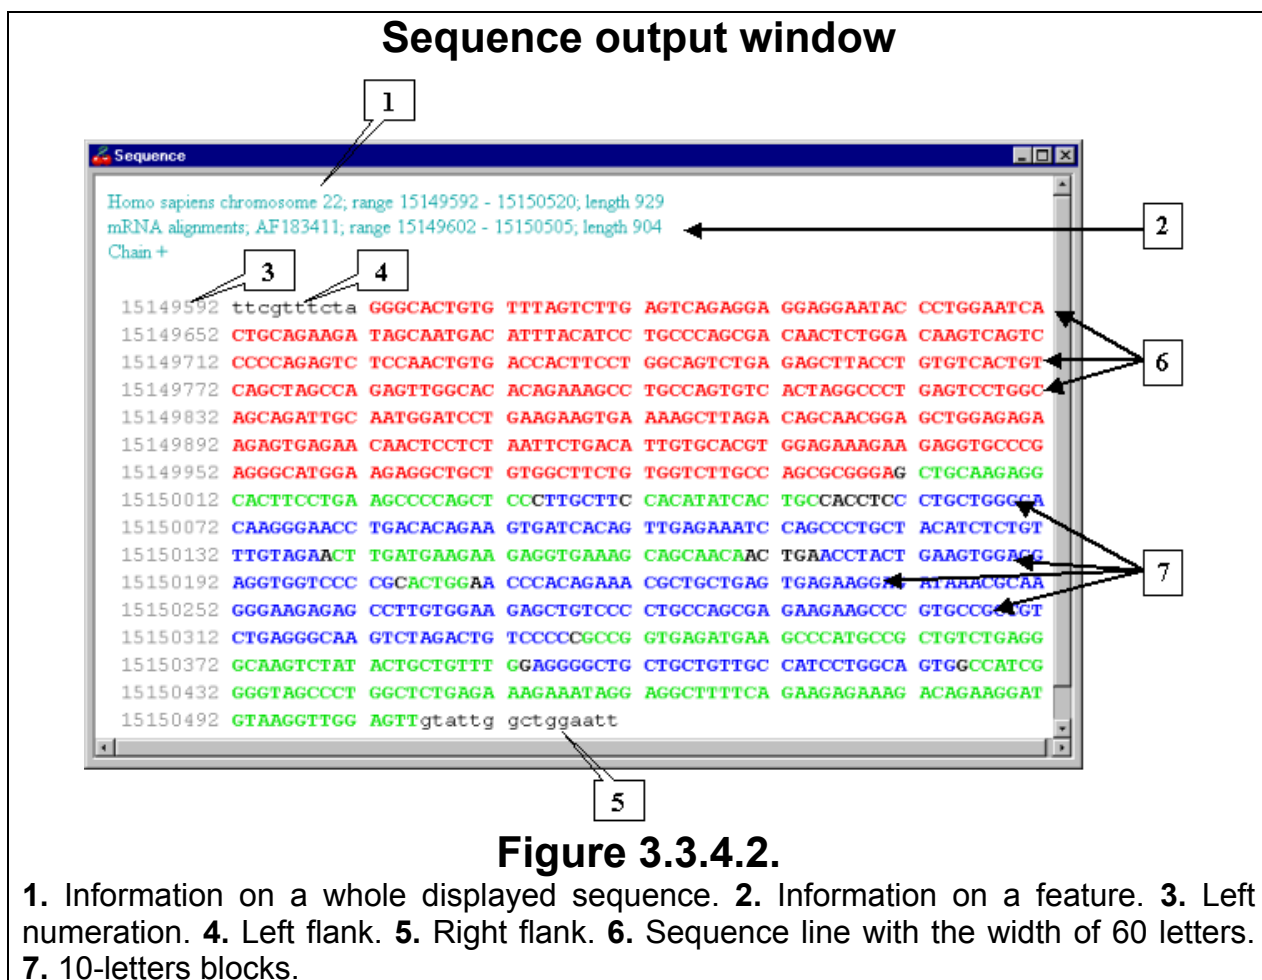 Sequence output window
1
Sequence
Homo sapiens chromosome 22; range 15149592 - 15150520; length 929
mRNA alignments; AF183411; range 15149602 - 15150505; length 904
2
Chain +
3
4
15149592 ttcgtttcta GGGCACTGTG TTTAGTCTTG AGTCAGAGGA GGAGGAATAC CCTGGAATCA
15149652 CTGCAGAAGA TAGCAATGAC ATTTACATCC TGCCCAGCGA CAACTCTGGA CAAGTCAGTC
15149712 CCCCAGAGTC TCCAACTGTG ACCACTTCCT GGCAGTCTGA GAGCTTACCT GTGTCACTGT
6
15149772 CAGCTAGCCA GAGTTGGCAC ACAGAAAGCC TGCCAGTGTC ACTAGGCCCT GAGTCCTGGC
15149832 AGCAGATTGC AATGGATCCT GAAGAAGTGA AAAGCTTAGA CAGCAACGGA GCTGGAGAGA
15149892 AGAGTGAGAA CAACTCCTCT AATTCTGACA TTGTGCACGT GGAGAAAGAA GAGGTGCCCG
15149952 AGGGCATGGA AGAGGCTGCT GTGGCTTCTG TGGTCTTGCC AGCGCGGGAG CTGCAAGAGG
15150012 CACTTCCTGA AGCCCCAGCT CCCTTGCTTC CACATATCAC TGCCACCTCC CTGCTGGGGA
15150072 CAAGGGAACC TGACACAGAA GTGATCACAG TTGAGAAATC CAGCCCTGCT ACATCTCTGT
15150132 TTGTAGAACT TGATGAAGAA GAGGTGAAAG CAGCAACAAC TGAACCTACT GAAGTGGAGG
7
15150192 AGGTGGTCCC CGCACTGGAA CCCACAGAAA CGCTGCTGAG TGAGAAGGAG ATAAACGCAA
15150252 GGGAAGAGAG CCTTGTGGAA GAGCTGTCCC CTGCCAGCGA GAAGAAGCCC GTGCCGCCGT
15150312 CTGAGGGCAA GTCTAGACTG TCCCCCGCCG GTGAGATGAA GCCCATGCCG CTGTCTGAGG
15150372 GCAAGTCTAT ACTGCTGTTT GGAGGGGCTG CTGCTGTTGC CATCCTGGCA GTGGCCATCG
15150432 GGGTAGCCCT GGCTCTGAGA AAGAAATAGG AGGCTTTTCA GAAGAGAAAG ACAGAAGGAT
15150492 GTAAGGTTGG AGTTgtattg gctggaatt
5
Figure 3.3.4.2.
1. Information on a whole displayed sequence. 2. Information on a feature. 3. Left
numeration. 4. Left flank. 5. Right flank. 6. Sequence line with the width of 60 letters.
7. 10-letters blocks.